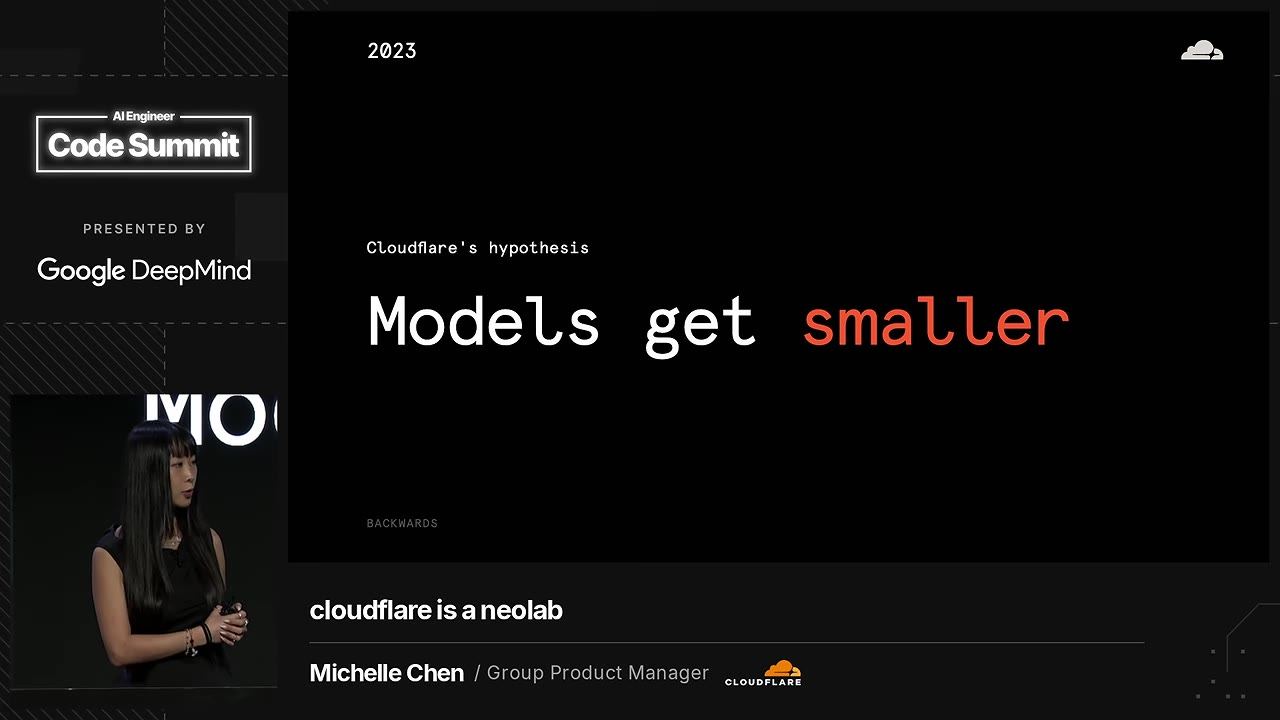 AI Engineer
Code Summit
PRESENTED BY
Google DeepMind
2023
Cloudflare's hypothesis
Models get smaller
BACKWARDS
cloudflare is a neolab
Michelle Chen / Group Product Manager
CLOUDFLARE